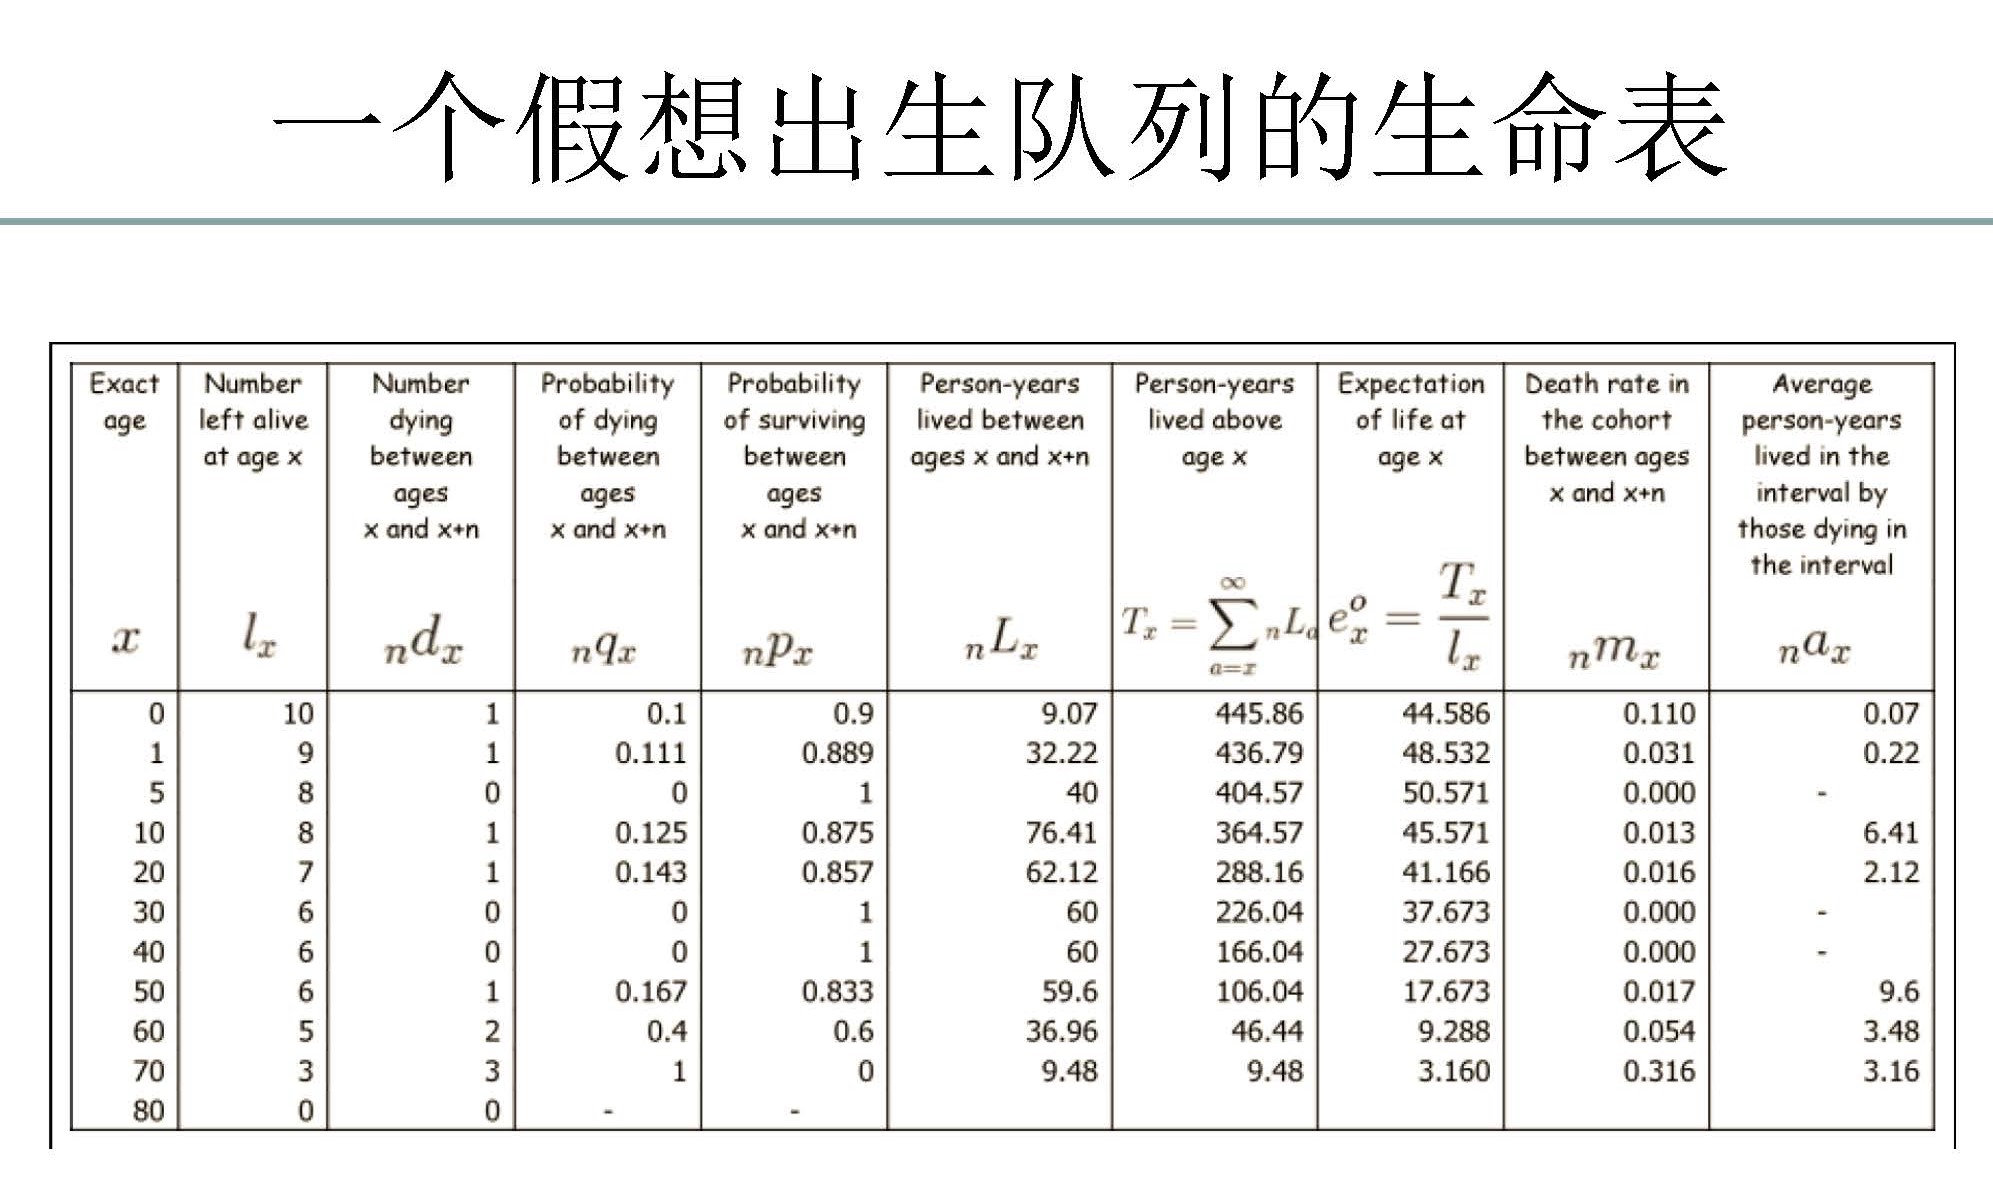 一个假想出生队列的生命表
Exact age
Number left alive at age x
Number dying between ages x and x+n
Probability of dying between ages x and x+n
Probability of surviving between ages x and x+n
Person-years lived between ages x and x+n
Person-years lived above age x
Expectation of life at age x
Death rate in the cohort between ages x and x+n
Average person-years lived in the interval by those dying in the interval
x l_x nd_x nq_x np_x nL_x T_x = ∑_{a=x}^{∞} nL_a e^o_x = T_x / l_x nm_x na_x
0 10 1 0.1 0.9 9.07 445.86 44.586 0.110 0.07
1 9 1 0.111 0.889 32.22 436.79 48.532 0.031 0.22
5 8 0 0 1 40 404.57 50.571 0.000 -
10 8 1 0.125 0.875 76.41 364.57 45.571 0.013 6.41
20 7 1 0.143 0.857 62.12 288.16 41.166 0.016 2.12
30 6 0 0 1 60 226.04 37.673 0.000 -
40 6 0 0 1 60 166.04 27.673 0.000 -
50 6 1 0.167 0.833 59.6 106.04 17.673 0.017 9.6
60 5 2 0.4 0.6 36.96 46.44 9.288 0.054 3.48
70 3 3 1 0 9.48 9.48 3.160 0.316 3.16
80 0 0 - -